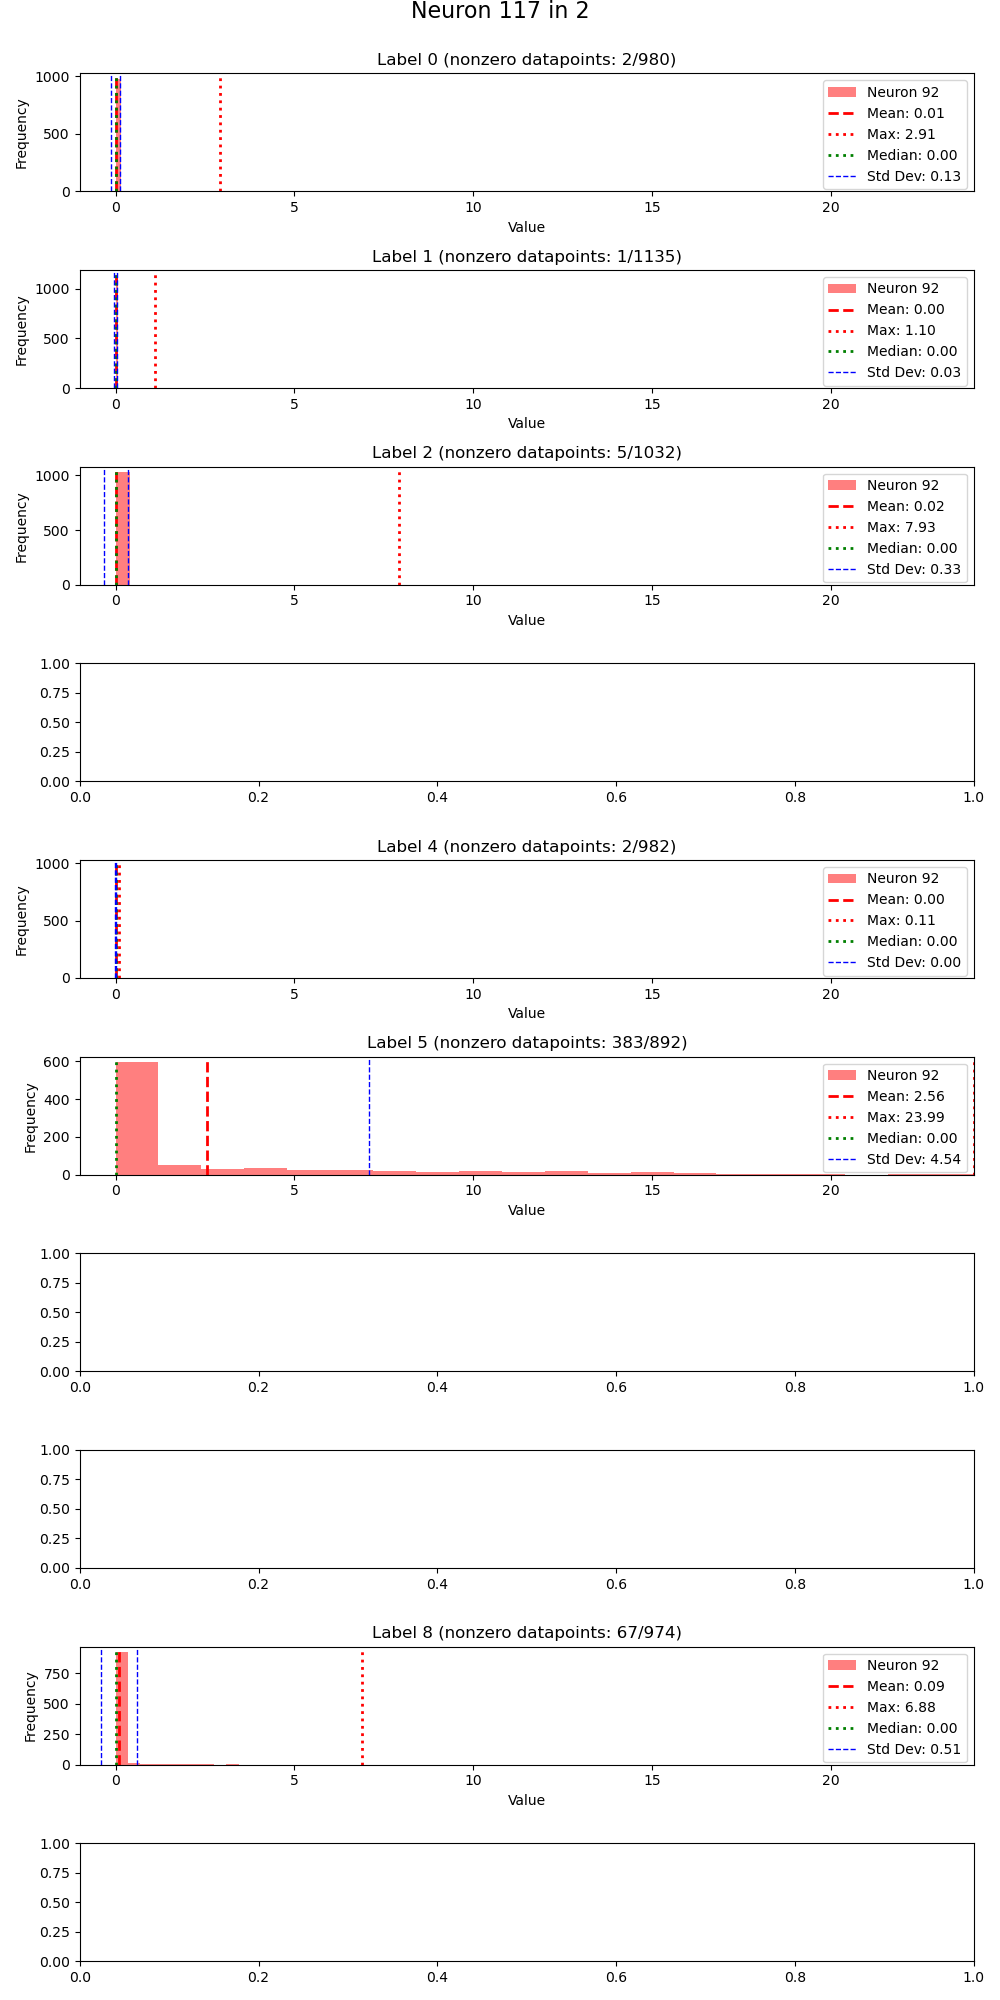 Neuron 117 in 2
Label 0 (nonzero datapoints: 2/980)
1000
500
0
Frequency
Neuron 92
Mean: 0.01
Max: 2.91
Median: 0.00
Std Dev: 0.13
0 5 10 15 20
Value
Label 1 (nonzero datapoints: 1/1135)
1000
500
0
Frequency
Neuron 92
Mean: 0.00
Max: 1.10
Median: 0.00
Std Dev: 0.03
0 5 10 15 20
Value
Label 2 (nonzero datapoints: 5/1032)
1000
500
0
Frequency
Neuron 92
Mean: 0.02
Max: 7.93
Median: 0.00
Std Dev: 0.33
0 5 10 15 20
Value
1.00
0.75
0.50
0.25
0.00
0.0 0.2 0.4 0.6 0.8 1.0
Label 4 (nonzero datapoints: 2/982)
1000
500
0
Frequency
Neuron 92
Mean: 0.00
Max: 0.11
Median: 0.00
Std Dev: 0.00
0 5 10 15 20
Value
Label 5 (nonzero datapoints: 383/892)
600
400
200
0
Frequency
Neuron 92
Mean: 2.56
Max: 23.99
Median: 0.00
Std Dev: 4.54
0 5 10 15 20
Value
1.00
0.75
0.50
0.25
0.00
0.0 0.2 0.4 0.6 0.8 1.0
1.00
0.75
0.50
0.25
0.00
0.0 0.2 0.4 0.6 0.8 1.0
Label 8 (nonzero datapoints: 67/974)
750
500
250
0
Frequency
Neuron 92
Mean: 0.09
Max: 6.88
Median: 0.00
Std Dev: 0.51
0 5 10 15 20
Value
1.00
0.75
0.50
0.25
0.00
0.0 0.2 0.4 0.6 0.8 1.0